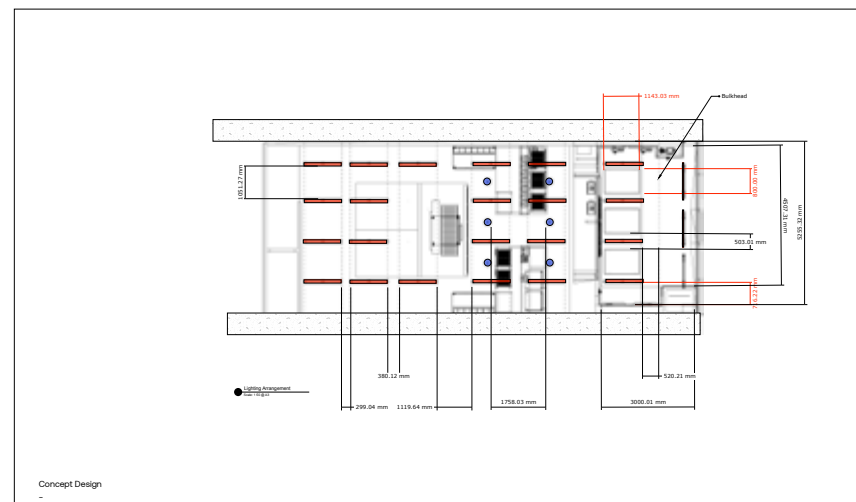 1143.03 mm
Bulkhead
1051.27 mm
800.00 mm
4507.31 mm
5255.32 mm
503.01 mm
380.12 mm
520.21 mm
Lighting Arrangement
299.04 mm
1119.64 mm
1758.03 mm
3000.01 mm
Concept Design